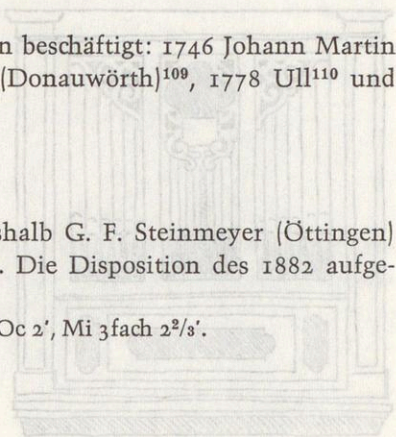 n beschäftigt: 1746 Johann Martin
(Donauwörth)¹⁰⁹, 1778 Ull¹¹⁰ und
shalb G. F. Steinmeyer (Öttingen)
. Die Disposition des 1882 aufge-
Oc 2′, Mi 3fach 2²/₃′.